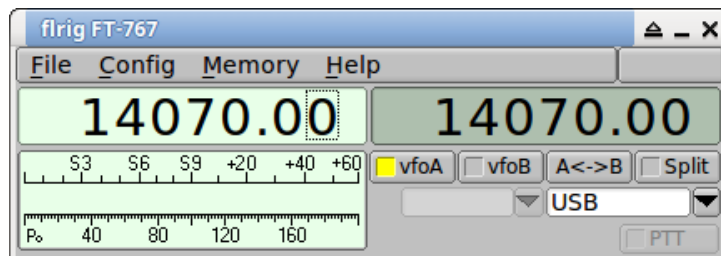 flrig FT-767
File Config Memory Help
14070.00 14070.00
S3 S6 S9 +20 +40 +60 vfoA vfoB A<->B Split
USB
Po 40 80 120 160 PTT